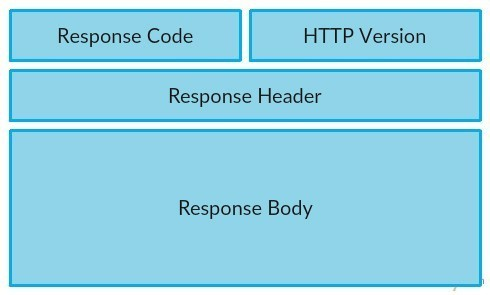 Response Code
HTTP Version
Response Header
Response Body